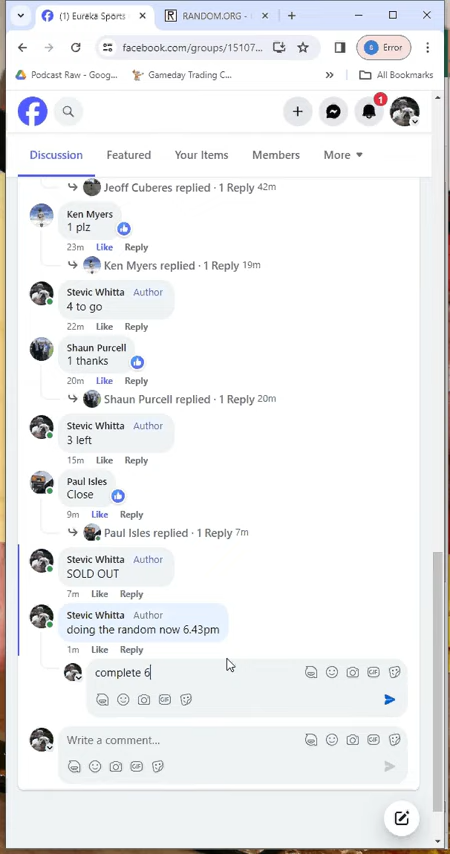 (1) Eureka Sports
RANDOM.ORG -
facebook.com/groups/15107...
Error
Podcast Raw - Goog...
Gameday Trading C...
All Bookmarks
1
Discussion
Featured
Your Items
Members
More
Jeoff Cuberes replied · 1 Reply 42m
Ken Myers
1 plz
23m Like Reply
Ken Myers replied · 1 Reply 19m
Stevic Whitta Author
4 to go
22m Like Reply
Shaun Purcell
1 thanks
20m Like Reply
Shaun Purcell replied · 1 Reply 20m
Stevic Whitta Author
3 left
15m Like Reply
Paul Isles
Close
9m Like Reply
Paul Isles replied · 1 Reply 7m
Stevic Whitta Author
SOLD OUT
7m Like Reply
Stevic Whitta Author
doing the random now 6.43pm
1m Like Reply
complete 6
GIF
GIF
Write a comment...
GIF
GIF